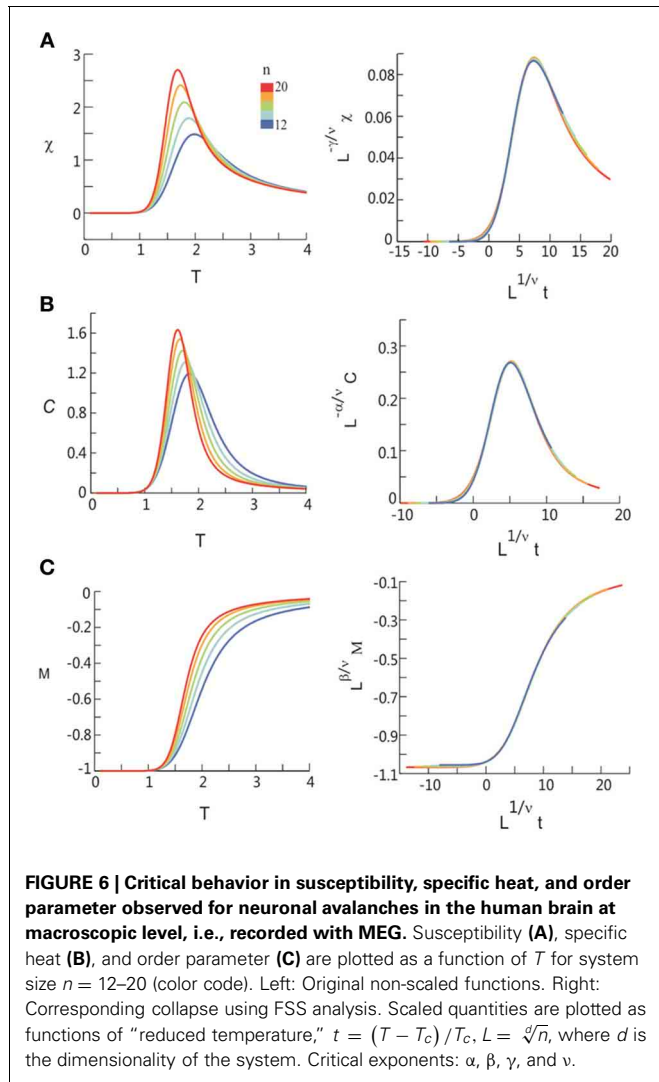 A
3
2
1
0
χ
0
1
2
3
4
T
n
20
12
0.08
0.06
0.04
0.02
0
L^-γ/ν χ
-15
-10
-5
0
5
10
15
20
L^1/ν t
B
1.6
1.2
0.8
0.4
0
C
0
1
2
3
4
T
0.3
0.2
0.1
0
L^-α/ν C
-10
0
10
20
L^1/ν t
C
0
-0.2
-0.4
-0.6
-0.8
-1
M
0
1
2
3
4
T
-0.1
-0.3
-0.5
-0.7
-0.9
-1.1
L^β/ν M
-10
0
10
20
L^1/ν t
FIGURE 6 | Critical behavior in susceptibility, specific heat, and order
parameter observed for neuronal avalanches in the human brain at
macroscopic level, i.e., recorded with MEG. Susceptibility (A), specific
heat (B), and order parameter (C) are plotted as a function of T for system
size n = 12–20 (color code). Left: Original non-scaled functions. Right:
Corresponding collapse using FSS analysis. Scaled quantities are plotted as
functions of “reduced temperature,” t = (T − Tc) /Tc, L = ᵈ√n, where d is
the dimensionality of the system. Critical exponents: α, β, γ, and ν.